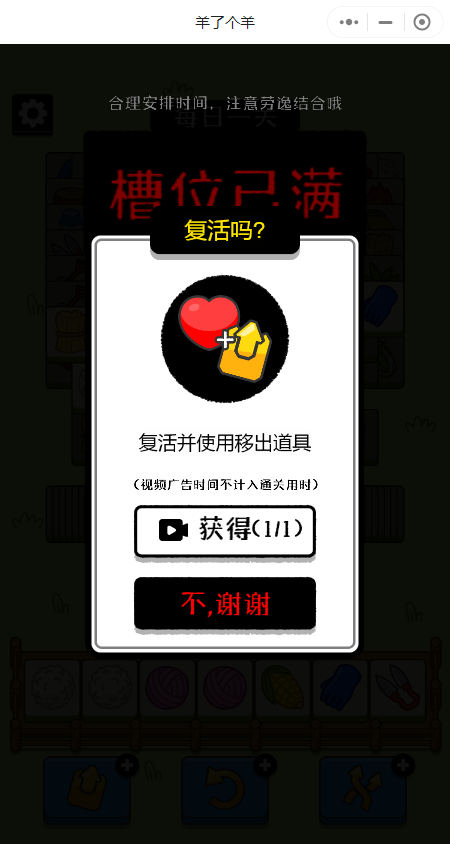 羊了个羊
合理安排时间，注意劳逸结合哦
每日一关
槽位已满
复活吗?
复活并使用移出道具
（视频广告时间不计入通关用时）
获得(1/1)
不,谢谢